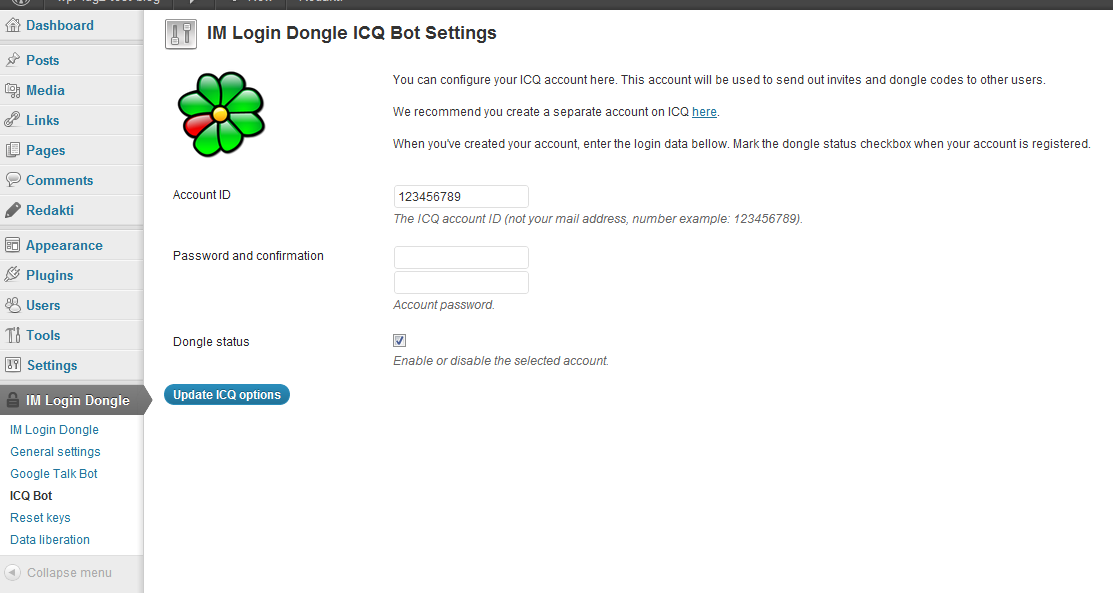 Dashboard
Posts
Media
Links
Pages
Comments
Redakti
Appearance
Plugins
Users
Tools
Settings
IM Login Dongle
IM Login Dongle
General settings
Google Talk Bot
ICQ Bot
Reset keys
Data liberation
Collapse menu
IM Login Dongle ICQ Bot Settings
You can configure your ICQ account here. This account will be used to send out invites and dongle codes to other users.
We recommend you create a separate account on ICQ here.
When you've created your account, enter the login data bellow. Mark the dongle status checkbox when your account is registered.
Account ID
123456789
The ICQ account ID (not your mail address, number example: 123456789).
Password and confirmation
Account password.
Dongle status
Enable or disable the selected account.
Update ICQ options